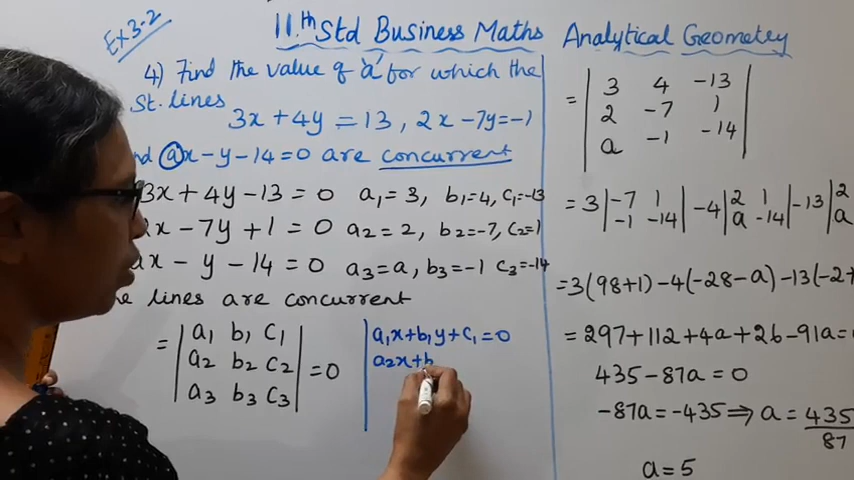 Ex 3.2
11.th Std Business Maths Analytical Geometey
4) Find the value of 'a' for which the
St. lines
3x + 4y = 13, 2x - 7y = -1
nd ax - y - 14 = 0 are concurrent
3x + 4y - 13 = 0 a₁ = 3, b₁ = 4, c₁ = -13
x - 7y + 1 = 0 a₂ = 2, b₂ = -7, c₂ = 1
ax - y - 14 = 0 a₃ = a, b₃ = -1 c₃ = -14
e lines are concurrent
= | a₁ b₁ c₁ |
| a₂ b₂ c₂ | = 0
| a₃ b₃ c₃ |
a₁x + b₁y + c₁ = 0
a₂x + b
= | 3 4 -13 |
| 2 -7 1 |
| a -1 -14 |
= 3 | -7 1 | -4 | 2 1 | -13 | 2
| -1 -14 | | a -14 | | a
= 3(98+1) - 4(-28-a) - 13(-2+
= 297 + 112 + 4a + 26 - 91a =
435 - 87a = 0
-87a = -435 ⇒ a = 435
87
a = 5